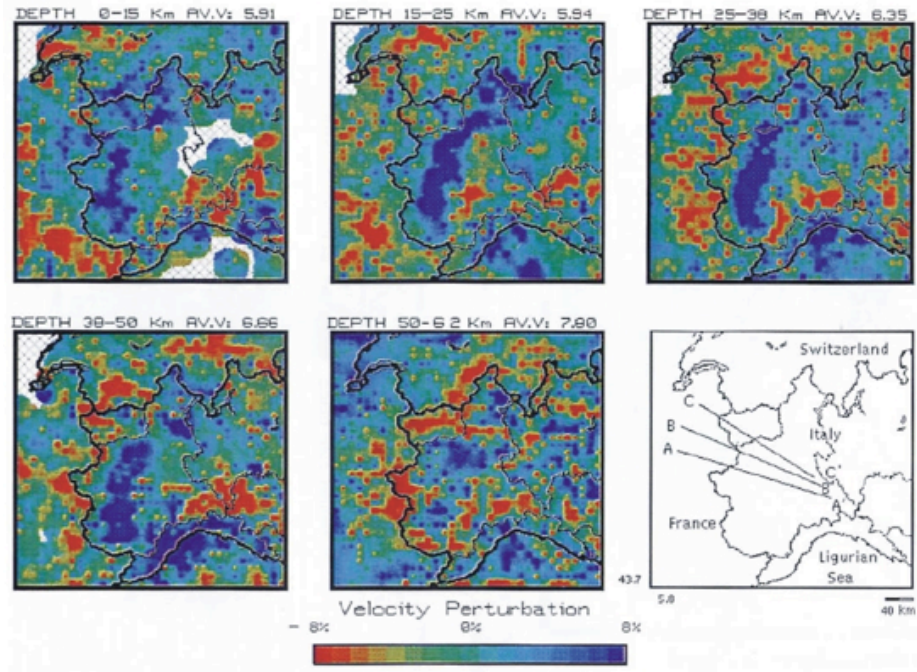 DEPTH 0-15 Km AV.V: 5.91
DEPTH 15-25 Km AV.V: 5.94
DEPTH 25-38 Km AV.V: 6.35
DEPTH 38-50 Km AV.V: 6.66
DEPTH 50-62 Km AV.V: 7.80
Switzerland
C
B
Italy
A
C'
B'
A'
France
Ligurian
Sea
43.7
5.0
40 km
Velocity Perturbation
- 8% 0% 8%